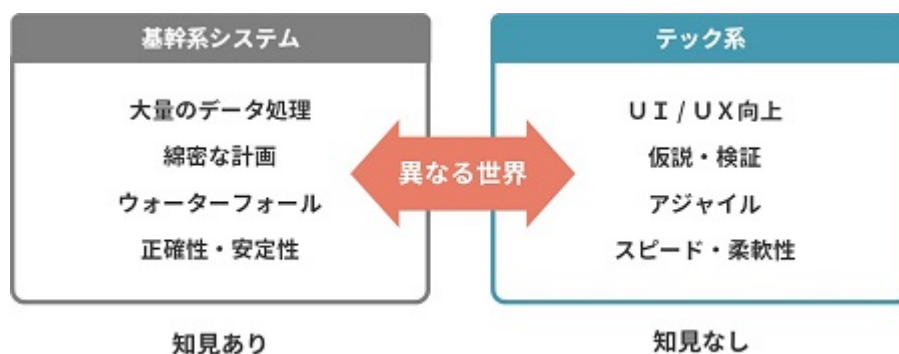 基幹系システム
大量のデータ処理
綿密な計画
ウォーターフォール
正確性・安定性
知見あり
異なる世界
テック系
ＵＩ/ＵＸ向上
仮説・検証
アジャイル
スピード・柔軟性
知見なし